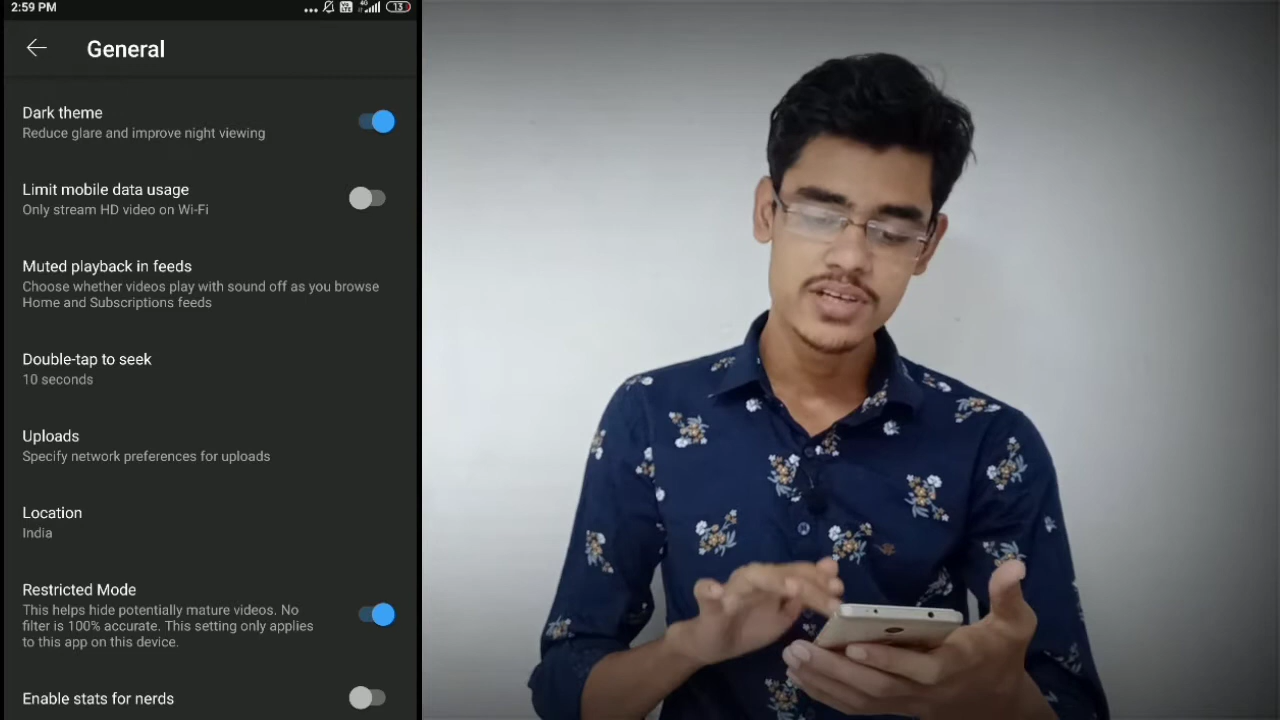 2:59 PM
4G
13
General
Dark theme
Reduce glare and improve night viewing
Limit mobile data usage
Only stream HD video on Wi-Fi
Muted playback in feeds
Choose whether videos play with sound off as you browse
Home and Subscriptions feeds
Double-tap to seek
10 seconds
Uploads
Specify network preferences for uploads
Location
India
Restricted Mode
This helps hide potentially mature videos. No
filter is 100% accurate. This setting only applies
to this app on this device.
Enable stats for nerds